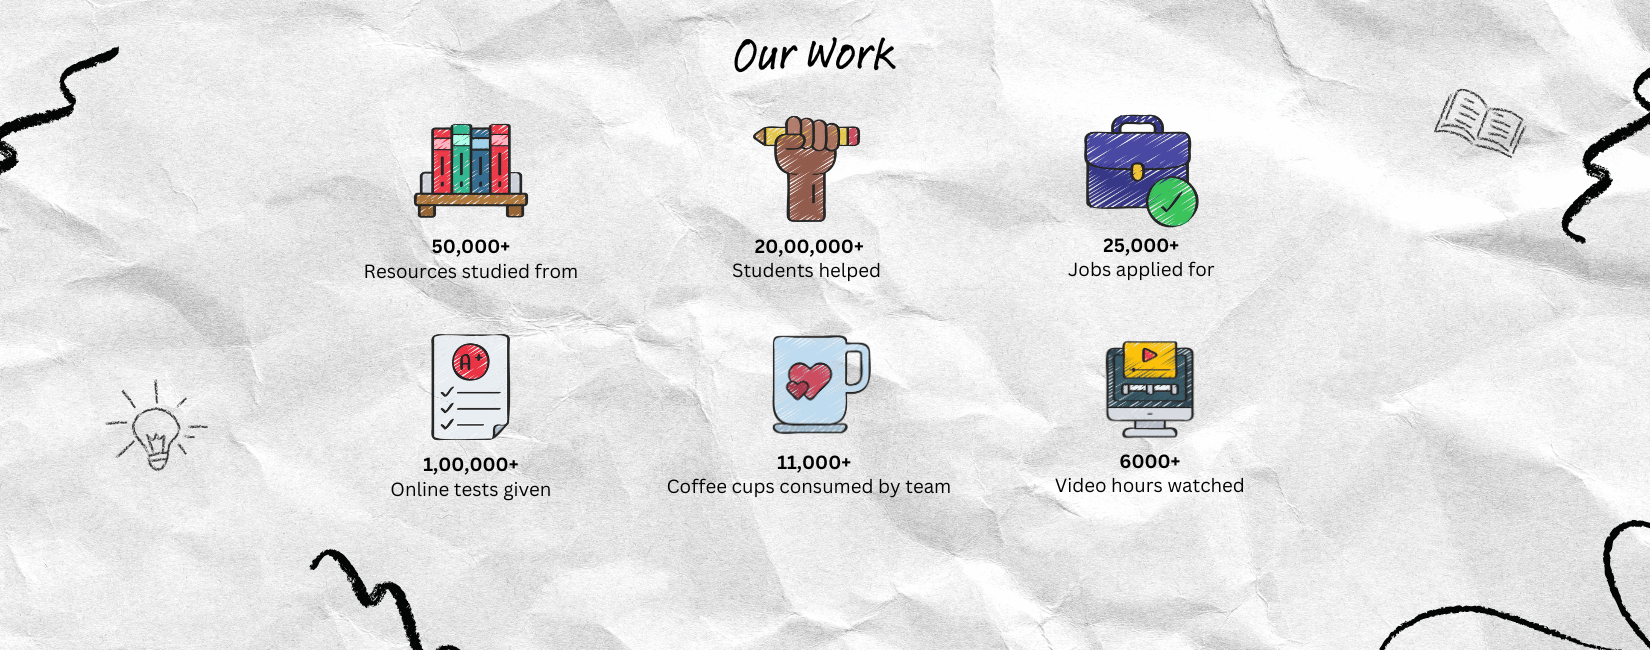 Our Work
50,000+
Resources studied from
20,00,000+
Students helped
25,000+
Jobs applied for
A+
1,00,000+
Online tests given
11,000+
Coffee cups consumed by team
6000+
Video hours watched